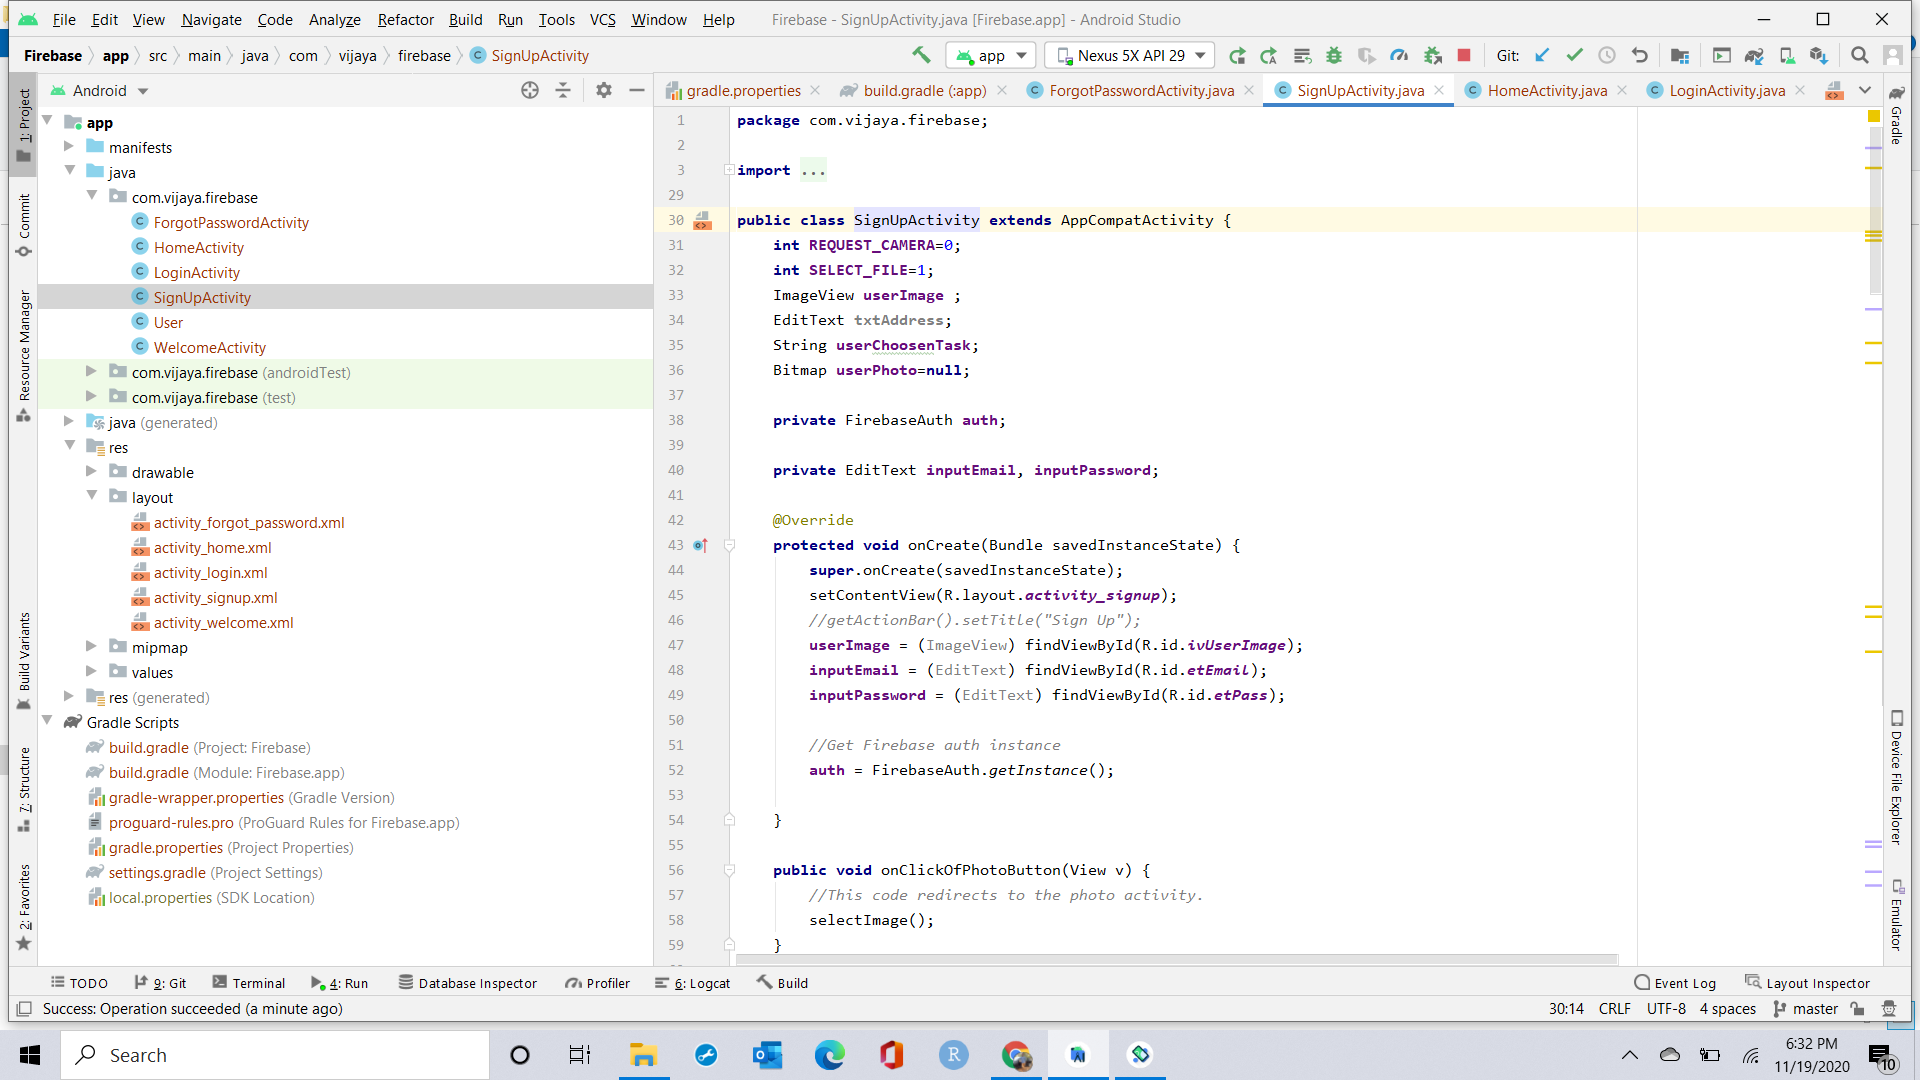 File Edit View Navigate Code Analyze Refactor Build Run Tools VCS Window Help Firebase - SignUpActivity.java [Firebase.app] - Android Studio
Firebase app src main java com vijaya firebase SignUpActivity app Nexus 5X API 29 Git:
Android gradle.properties build.gradle (:app) ForgotPasswordActivity.java SignUpActivity.java HomeActivity.java LoginActivity.java
1: Project
Commit
Resource Manager
Build Variants
7: Structure
2: Favorites
app
manifests
java
com.vijaya.firebase
ForgotPasswordActivity
HomeActivity
LoginActivity
SignUpActivity
User
WelcomeActivity
com.vijaya.firebase (androidTest)
com.vijaya.firebase (test)
java (generated)
res
drawable
layout
activity_forgot_password.xml
activity_home.xml
activity_login.xml
activity_signup.xml
activity_welcome.xml
mipmap
values
res (generated)
Gradle Scripts
build.gradle (Project: Firebase)
build.gradle (Module: Firebase.app)
gradle-wrapper.properties (Gradle Version)
proguard-rules.pro (ProGuard Rules for Firebase.app)
gradle.properties (Project Properties)
settings.gradle (Project Settings)
local.properties (SDK Location)
1 package com.vijaya.firebase;
2
3 import ...
29
30 public class SignUpActivity extends AppCompatActivity {
31 int REQUEST_CAMERA=0;
32 int SELECT_FILE=1;
33 ImageView userImage ;
34 EditText txtAddress;
35 String userChoosenTask;
36 Bitmap userPhoto=null;
37
38 private FirebaseAuth auth;
39
40 private EditText inputEmail, inputPassword;
41
42 @Override
43 protected void onCreate(Bundle savedInstanceState) {
44 super.onCreate(savedInstanceState);
45 setContentView(R.layout.activity_signup);
46 //getActionBar().setTitle("Sign Up");
47 userImage = (ImageView) findViewById(R.id.ivUserImage);
48 inputEmail = (EditText) findViewById(R.id.etEmail);
49 inputPassword = (EditText) findViewById(R.id.etPass);
50
51 //Get Firebase auth instance
52 auth = FirebaseAuth.getInstance();
53
54 }
55
56 public void onClickOfPhotoButton(View v) {
57 //This code redirects to the photo activity.
58 selectImage();
59 }
Gradle
Device File Explorer
Emulator
TODO 9: Git Terminal 4: Run Database Inspector Profiler 6: Logcat Build Event Log Layout Inspector
Success: Operation succeeded (a minute ago) 30:14 CRLF UTF-8 4 spaces master
Search
6:32 PM
11/19/2020
10